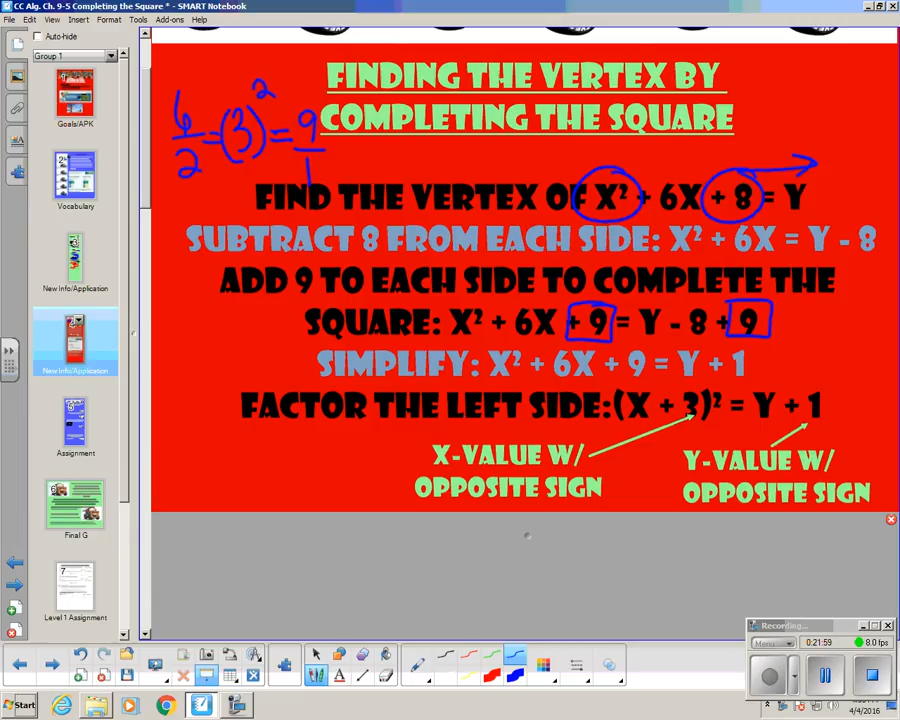 CC Alg. Ch. 9-5 Completing the Square * - SMART Notebook
File Edit View Insert Format Tools Add-ons Help
Auto-hide
Group 1
Goals/APK
Vocabulary
New Info/Application
New Info/Application
Assignment
Final G
Level 1 Assignment
FINDING THE VERTEX BY
COMPLETING THE SQUARE
6/2 = (3)² = 9/1
FIND THE VERTEX OF X² + 6X + 8 = Y
SUBTRACT 8 FROM EACH SIDE: X² + 6X = Y - 8
ADD 9 TO EACH SIDE TO COMPLETE THE
SQUARE: X² + 6X + 9 = Y - 8 + 9
SIMPLIFY: X² + 6X + 9 = Y + 1
FACTOR THE LEFT SIDE:(X + 3)² = Y + 1
X-VALUE W/
OPPOSITE SIGN
Y-VALUE W/
OPPOSITE SIGN
Recording...
Menu
0:21:59
8.0 fps
Start
4/4/2016